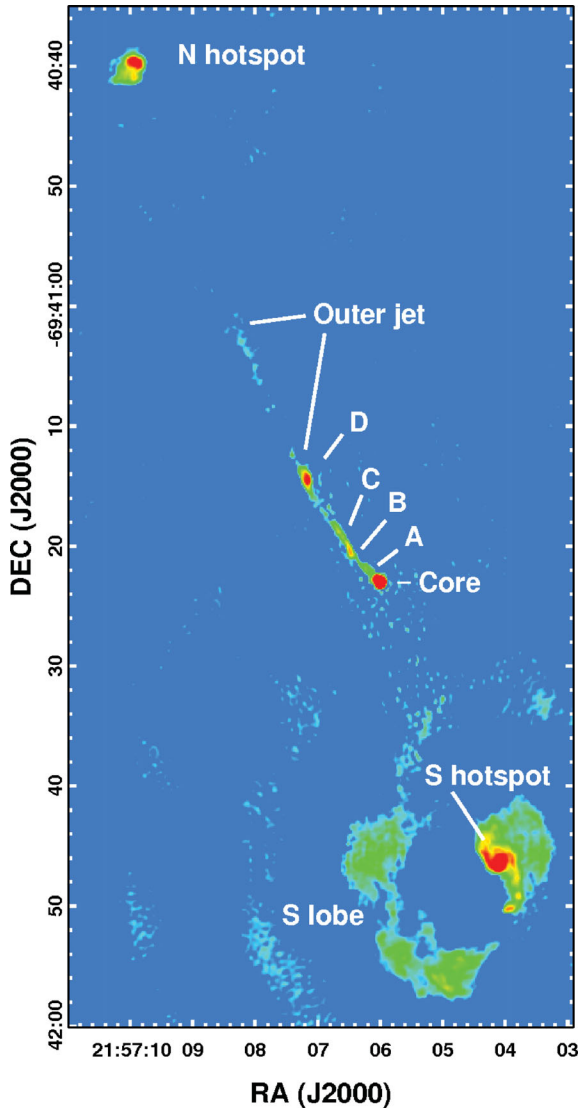 40:40
N hotspot
50
-69:41:00
Outer jet
10
D
C
B
20
A
Core
30
S hotspot
40
50
S lobe
42:00
DEC (J2000)
21:57:10 09 08 07 06 05 04 03
RA (J2000)